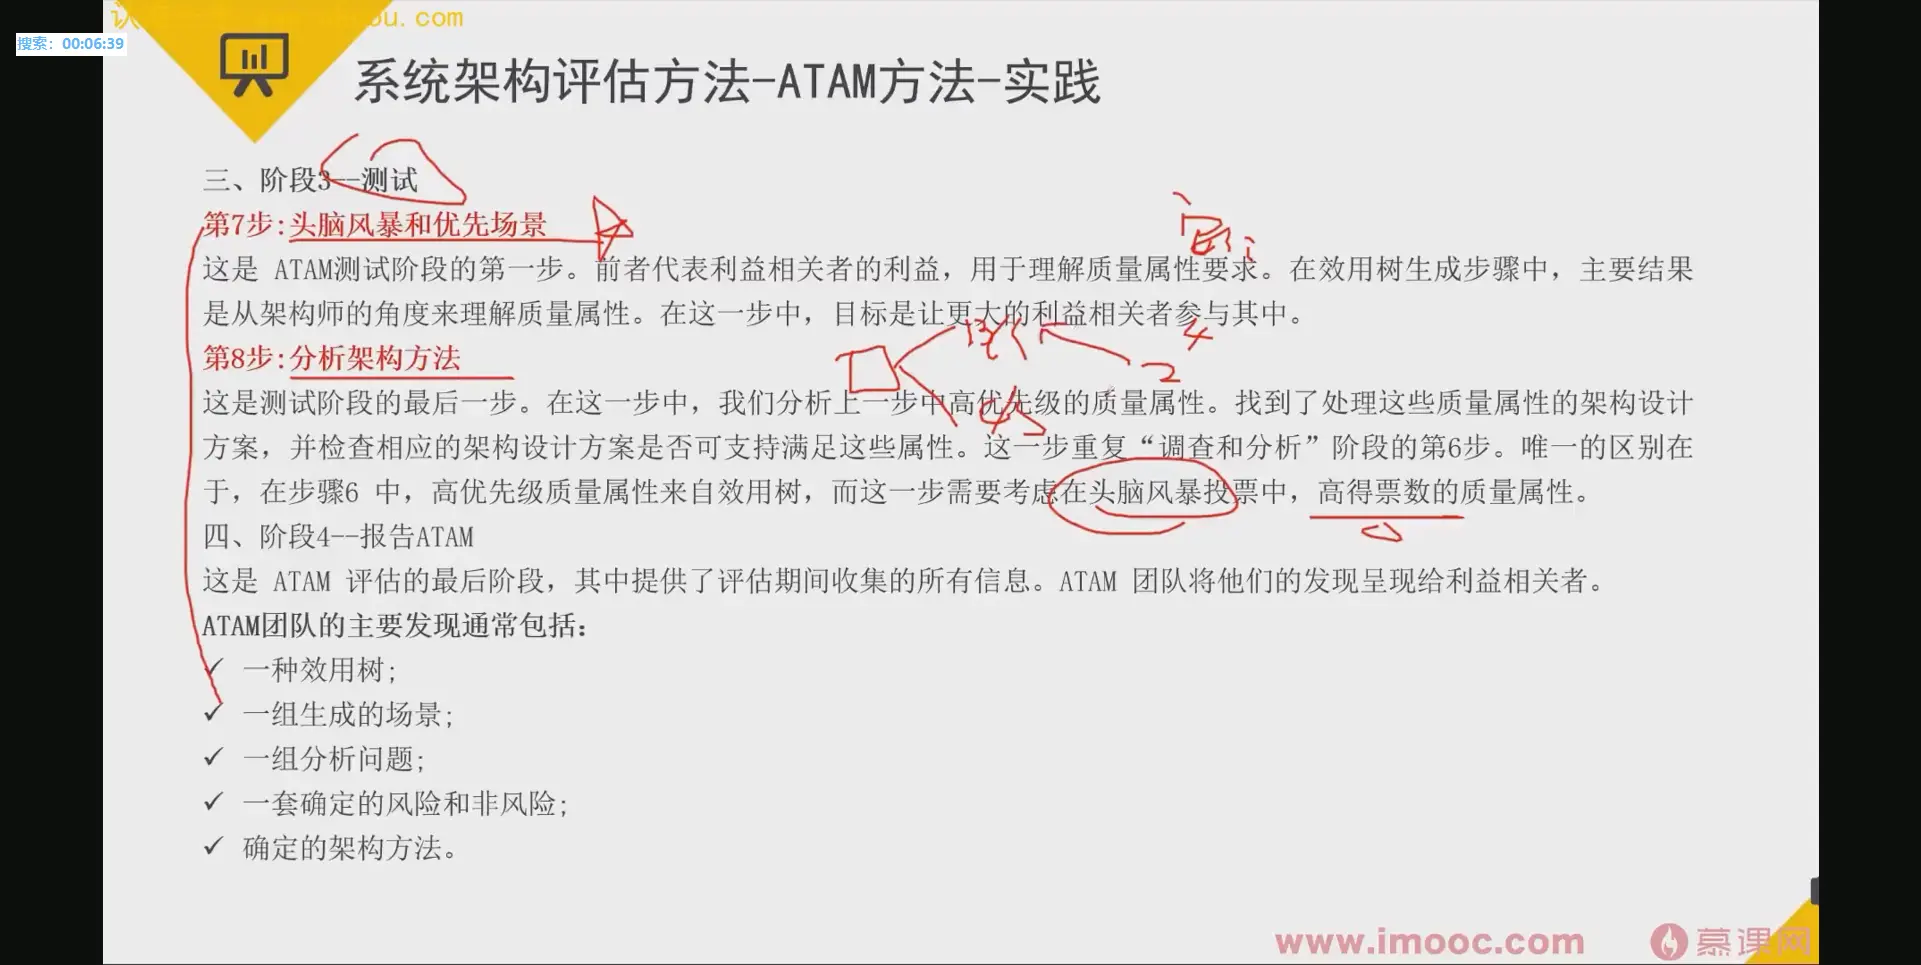 ou.com
搜索: 00:06:39
系统架构评估方法-ATAM方法-实践
三、阶段3--测试
第7步:头脑风暴和优先场景
这是 ATAM测试阶段的第一步。前者代表利益相关者的利益，用于理解质量属性要求。在效用树生成步骤中，主要结果
是从架构师的角度来理解质量属性。在这一步中，目标是让更大的利益相关者参与其中。
第8步:分析架构方法
这是测试阶段的最后一步。在这一步中，我们分析上一步中高优先级的质量属性。找到了处理这些质量属性的架构设计
方案，并检查相应的架构设计方案是否可支持满足这些属性。这一步重复“调查和分析”阶段的第6步。唯一的区别在
于，在步骤6 中，高优先级质量属性来自效用树，而这一步需要考虑在头脑风暴投票中，高得票数的质量属性。
四、阶段4--报告ATAM
这是 ATAM 评估的最后阶段，其中提供了评估期间收集的所有信息。ATAM 团队将他们的发现呈现给利益相关者。
ATAM团队的主要发现通常包括:
✓ 一种效用树;
✓ 一组生成的场景;
✓ 一组分析问题;
✓ 一套确定的风险和非风险;
✓ 确定的架构方法。
www.imooc.com 慕课网